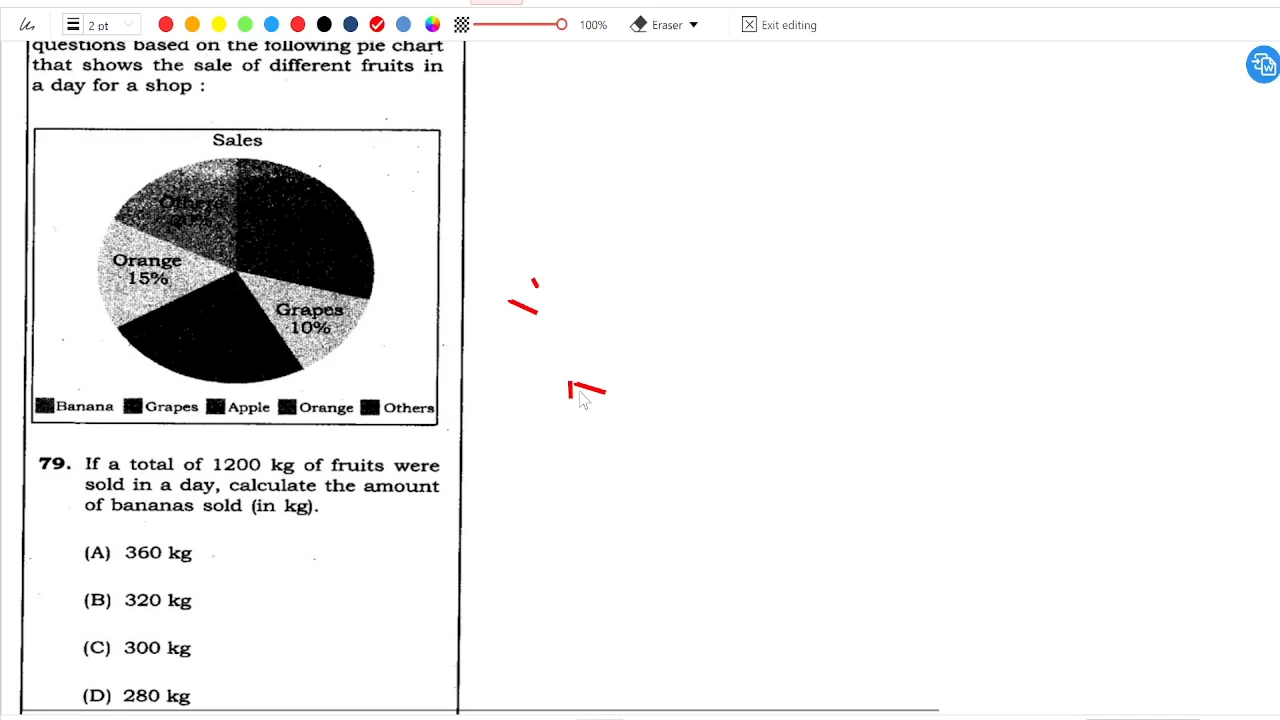 2 pt
100%
Eraser
Exit editing
questions based on the following pie chart
that shows the sale of different fruits in
a day for a shop :
Sales
Others
20%
Orange
15%
Grapes
10%
Banana Grapes Apple Orange Others
79. If a total of 1200 kg of fruits were
sold in a day, calculate the amount
of bananas sold (in kg).
(A) 360 kg
(B) 320 kg
(C) 300 kg
(D) 280 kg